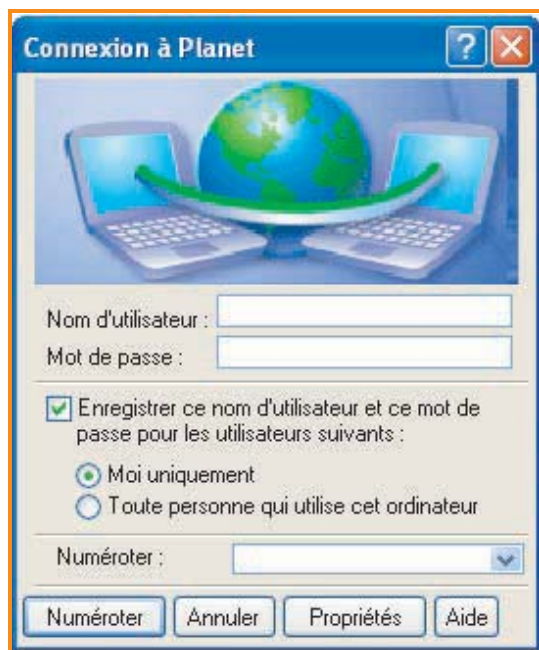 Connexion à Planet
Nom d'utilisateur :
Mot de passe :
Enregistrer ce nom d'utilisateur et ce mot de
passe pour les utilisateurs suivants :
Moi uniquement
Toute personne qui utilise cet ordinateur
Numéroter :
Numéroter Annuler Propriétés Aide